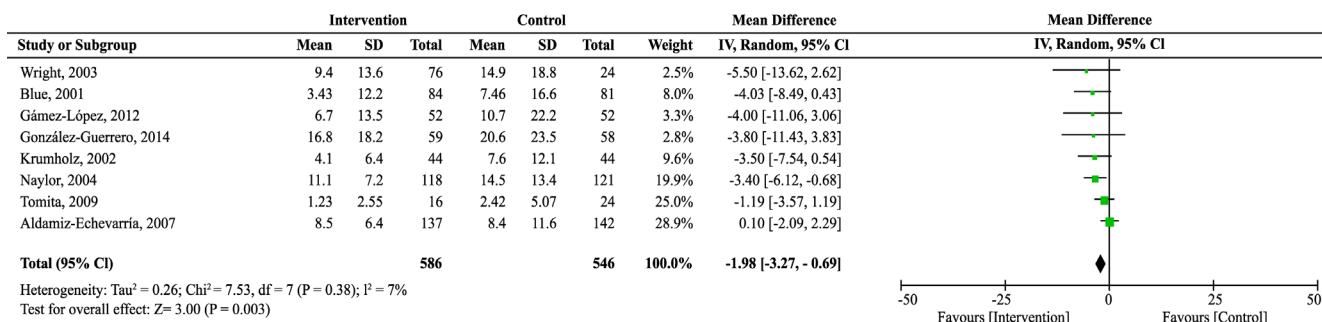 Intervention Control Mean Difference Mean Difference
Study or Subgroup Mean SD Total Mean SD Total Weight IV, Random, 95% Cl IV, Random, 95% Cl
Wright, 2003 9.4 13.6 76 14.9 18.8 24 2.5% -5.50 [-13.62, 2.62]
Blue, 2001 3.43 12.2 84 7.46 16.6 81 8.0% -4.03 [-8.49, 0.43]
Gámez-López, 2012 6.7 13.5 52 10.7 22.2 52 3.3% -4.00 [-11.06, 3.06]
González-Guerrero, 2014 16.8 18.2 59 20.6 23.5 58 2.8% -3.80 [-11.43, 3.83]
Krumholz, 2002 4.1 6.4 44 7.6 12.1 44 9.6% -3.50 [-7.54, 0.54]
Naylor, 2004 11.1 7.2 118 14.5 13.4 121 19.9% -3.40 [-6.12, -0.68]
Tomita, 2009 1.23 2.55 16 2.42 5.07 24 25.0% -1.19 [-3.57, 1.19]
Aldamiz-Echevarría, 2007 8.5 6.4 137 8.4 11.6 142 28.9% 0.10 [-2.09, 2.29]
Total (95% Cl) 586 546 100.0% -1.98 [-3.27, - 0.69]
Heterogeneity: Tau² = 0.26; Chi² = 7.53, df = 7 (P = 0.38); l² = 7%
Test for overall effect: Z= 3.00 (P = 0.003)
-50 -25 0 25 50
Favours [Intervention] Favours [Control]